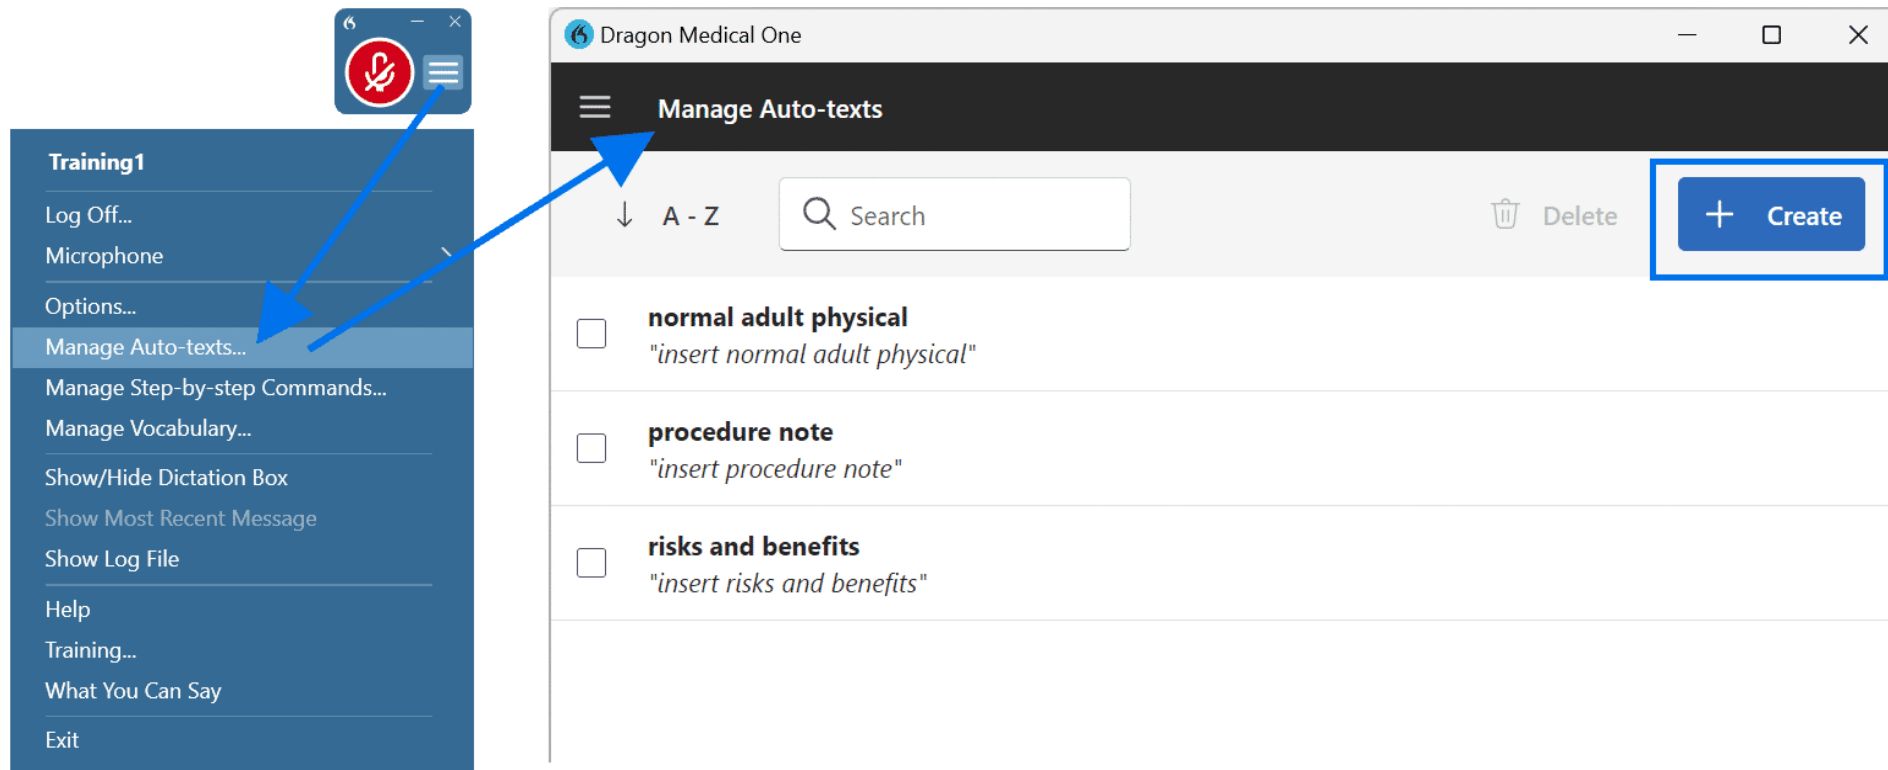 Training1
Log Off...
Microphone
Options...
Manage Auto-texts...
Manage Step-by-step Commands...
Manage Vocabulary...
Show/Hide Dictation Box
Show Most Recent Message
Show Log File
Help
Training...
What You Can Say
Exit
Dragon Medical One
Manage Auto-texts
A - Z
Search
Delete
Create
normal adult physical
"insert normal adult physical"
procedure note
"insert procedure note"
risks and benefits
"insert risks and benefits"